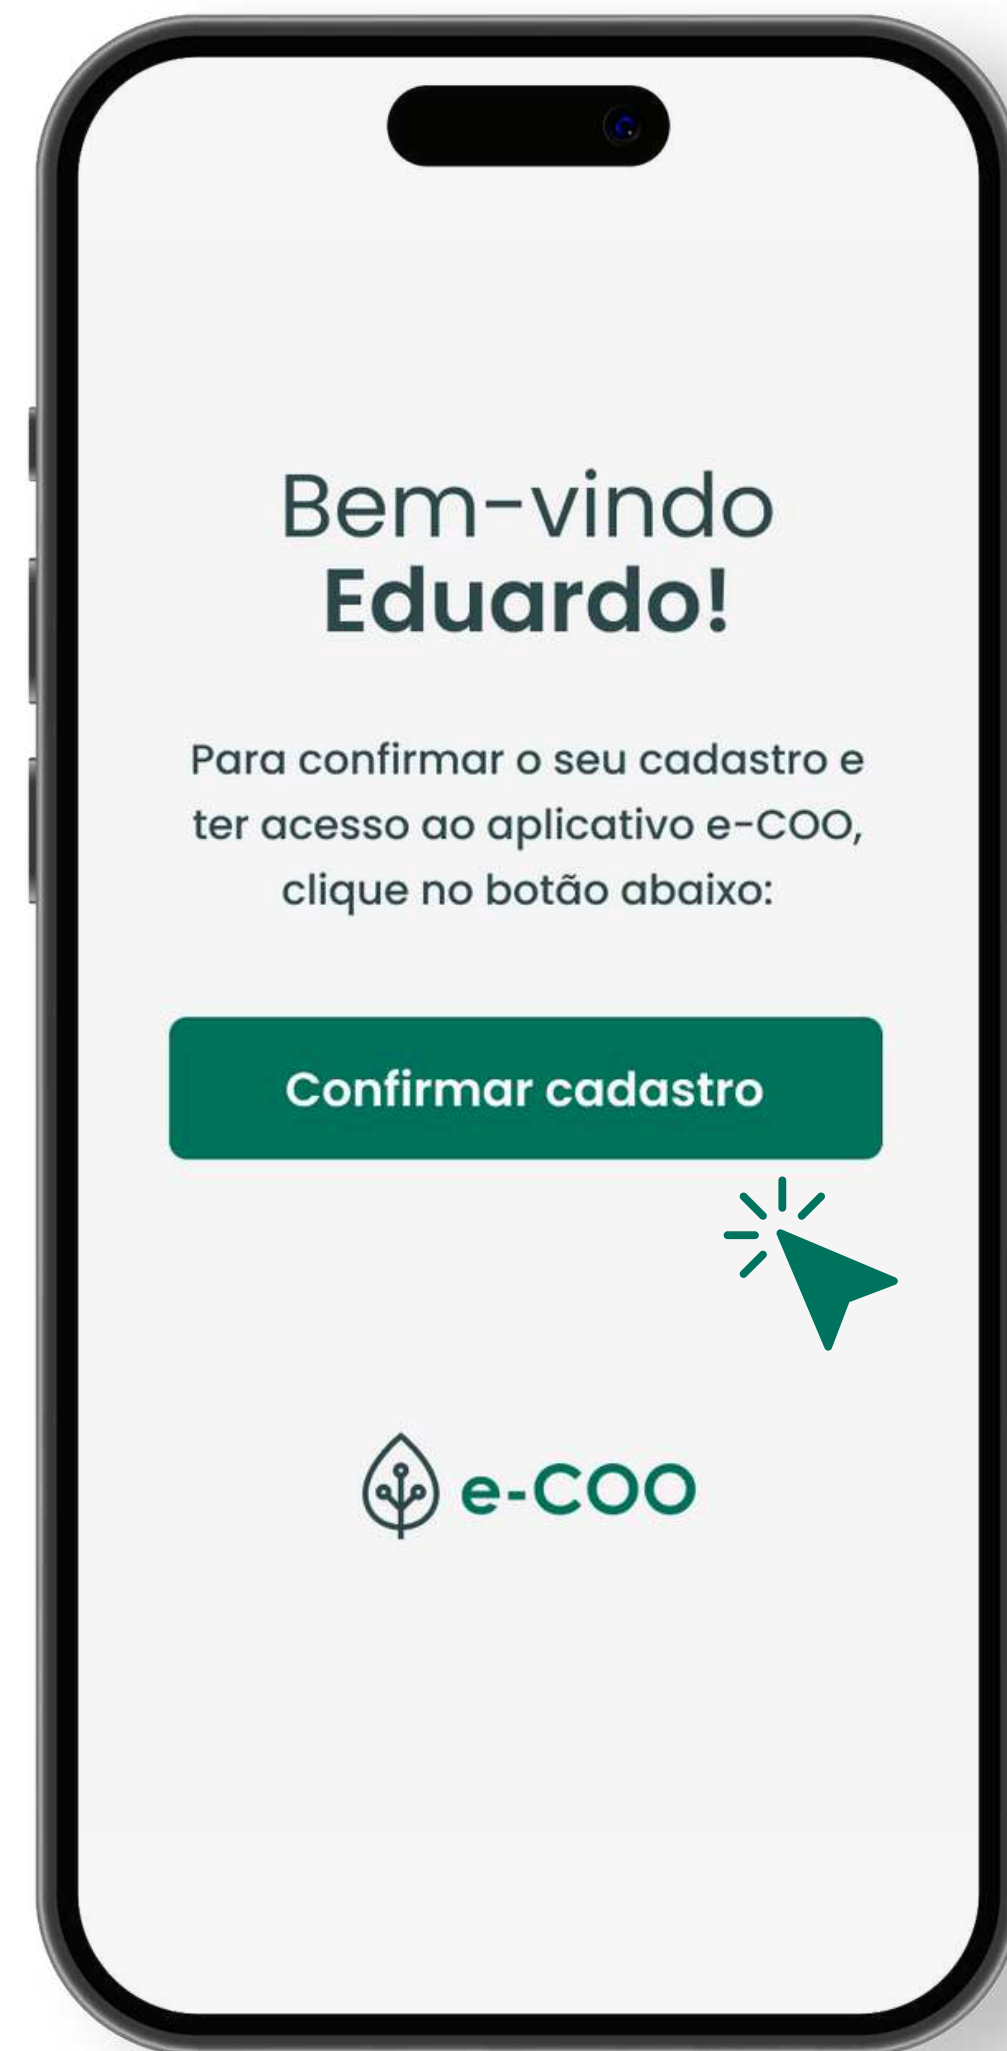 Bem-vindo
Eduardo!
Para confirmar o seu cadastro e
ter acesso ao aplicativo e-COO,
clique no botão abaixo:
Confirmar cadastro
e-COO